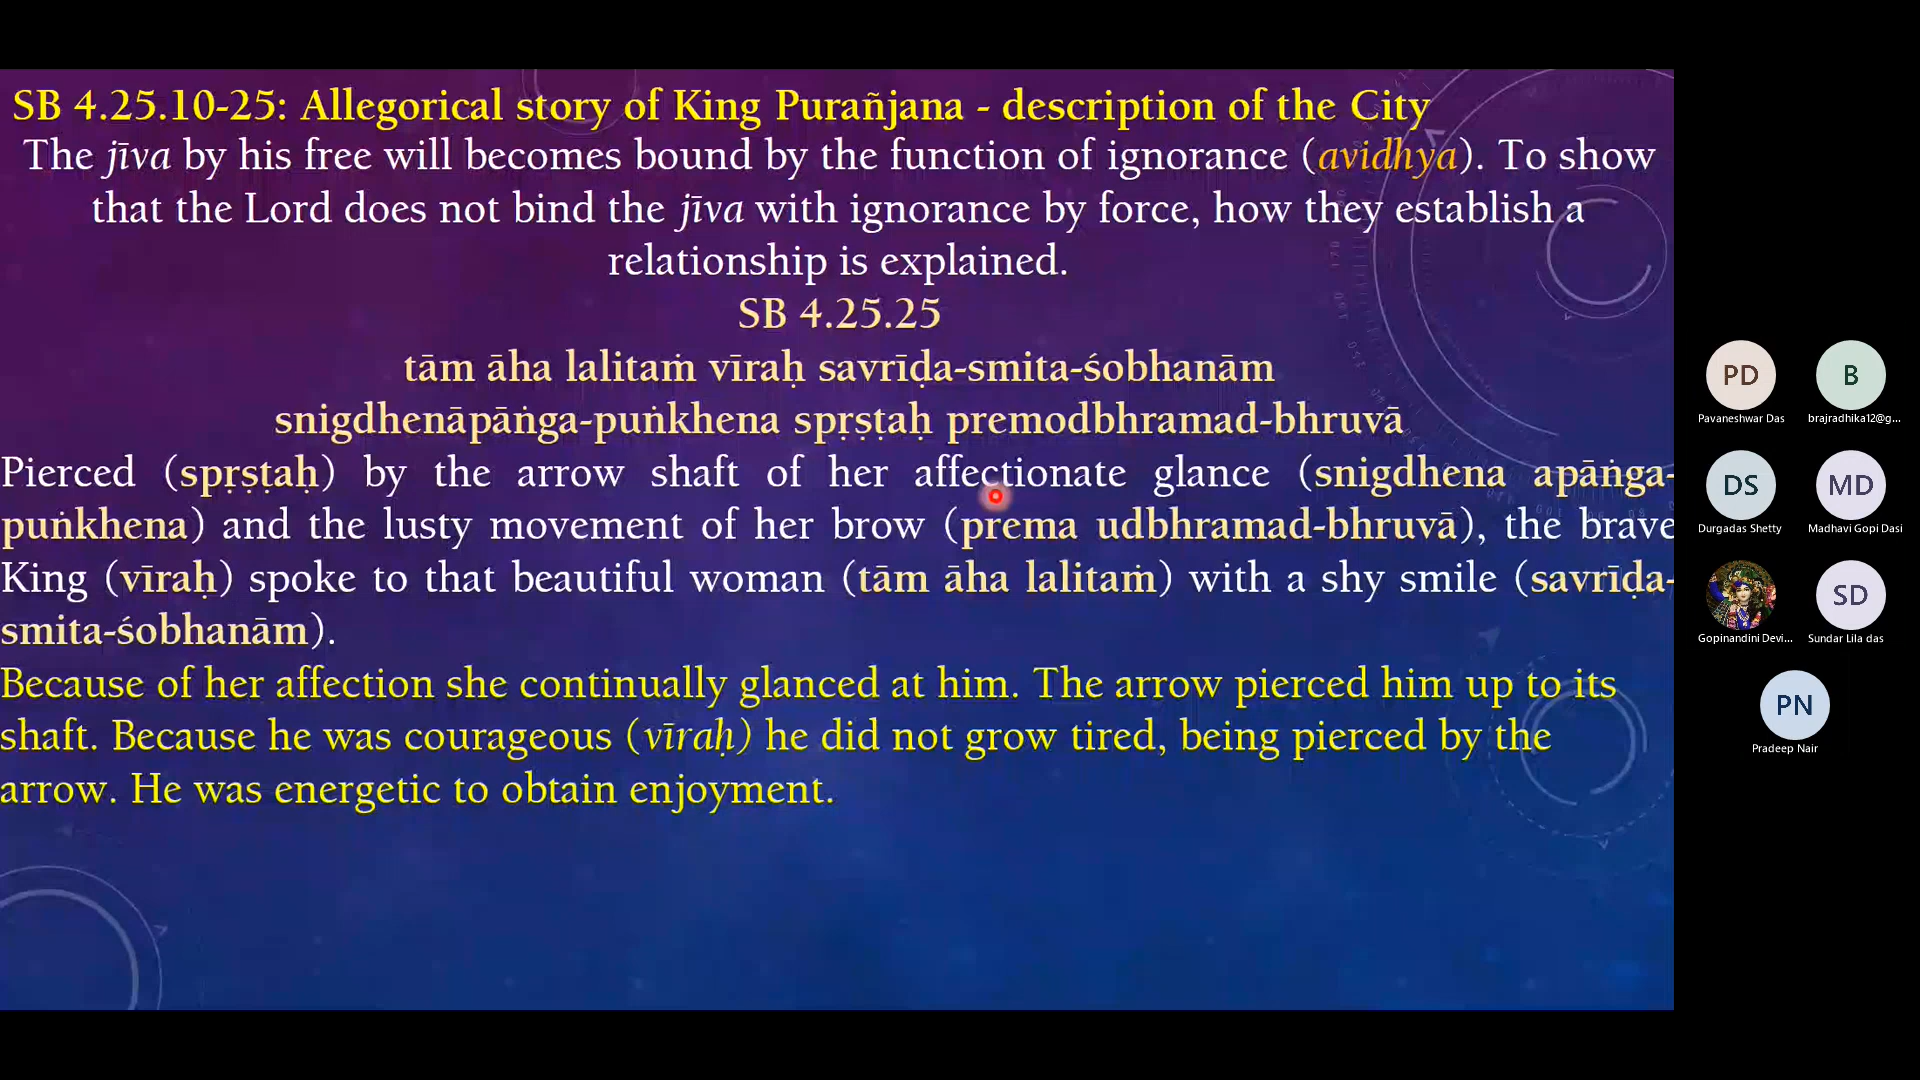 SB 4.25.10-25: Allegorical story of King Purañjana - description of the City
The jīva by his free will becomes bound by the function of ignorance (avidhya). To show
that the Lord does not bind the jīva with ignorance by force, how they establish a
relationship is explained.
SB 4.25.25
tām āha lalitaṁ vīraḥ savrīḍa-smita-śobhanām
snigdhenāpāṅga-puṅkhena spṛṣṭaḥ premodbhramad-bhruvā
Pierced (spṛṣṭaḥ) by the arrow shaft of her affectionate glance (snigdhena apāṅga-
puṅkhena) and the lusty movement of her brow (prema udbhramad-bhruvā), the brave
King (vīraḥ) spoke to that beautiful woman (tām āha lalitaṁ) with a shy smile (savrīḍa-
smita-śobhanām).
Because of her affection she continually glanced at him. The arrow pierced him up to its
shaft. Because he was courageous (vīraḥ) he did not grow tired, being pierced by the
arrow. He was energetic to obtain enjoyment.
PD
B
Pavaneshwar Das
brajradhika12@g...
DS
MD
Durgadas Shetty
Madhavi Gopi Dasi
SD
Gopinandini Devi...
Sundar Lila das
PN
Pradeep Nair